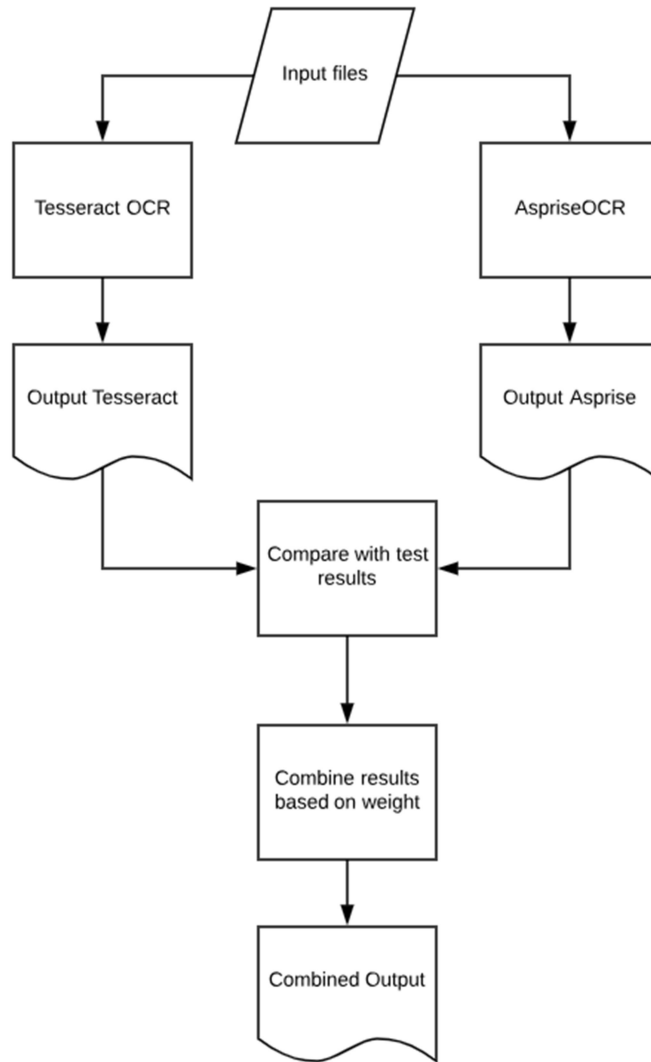 Input files
Tesseract OCR
AspriseOCR
Output Tesseract
Output Asprise
Compare with test
results
Combine results
based on weight
Combined Output